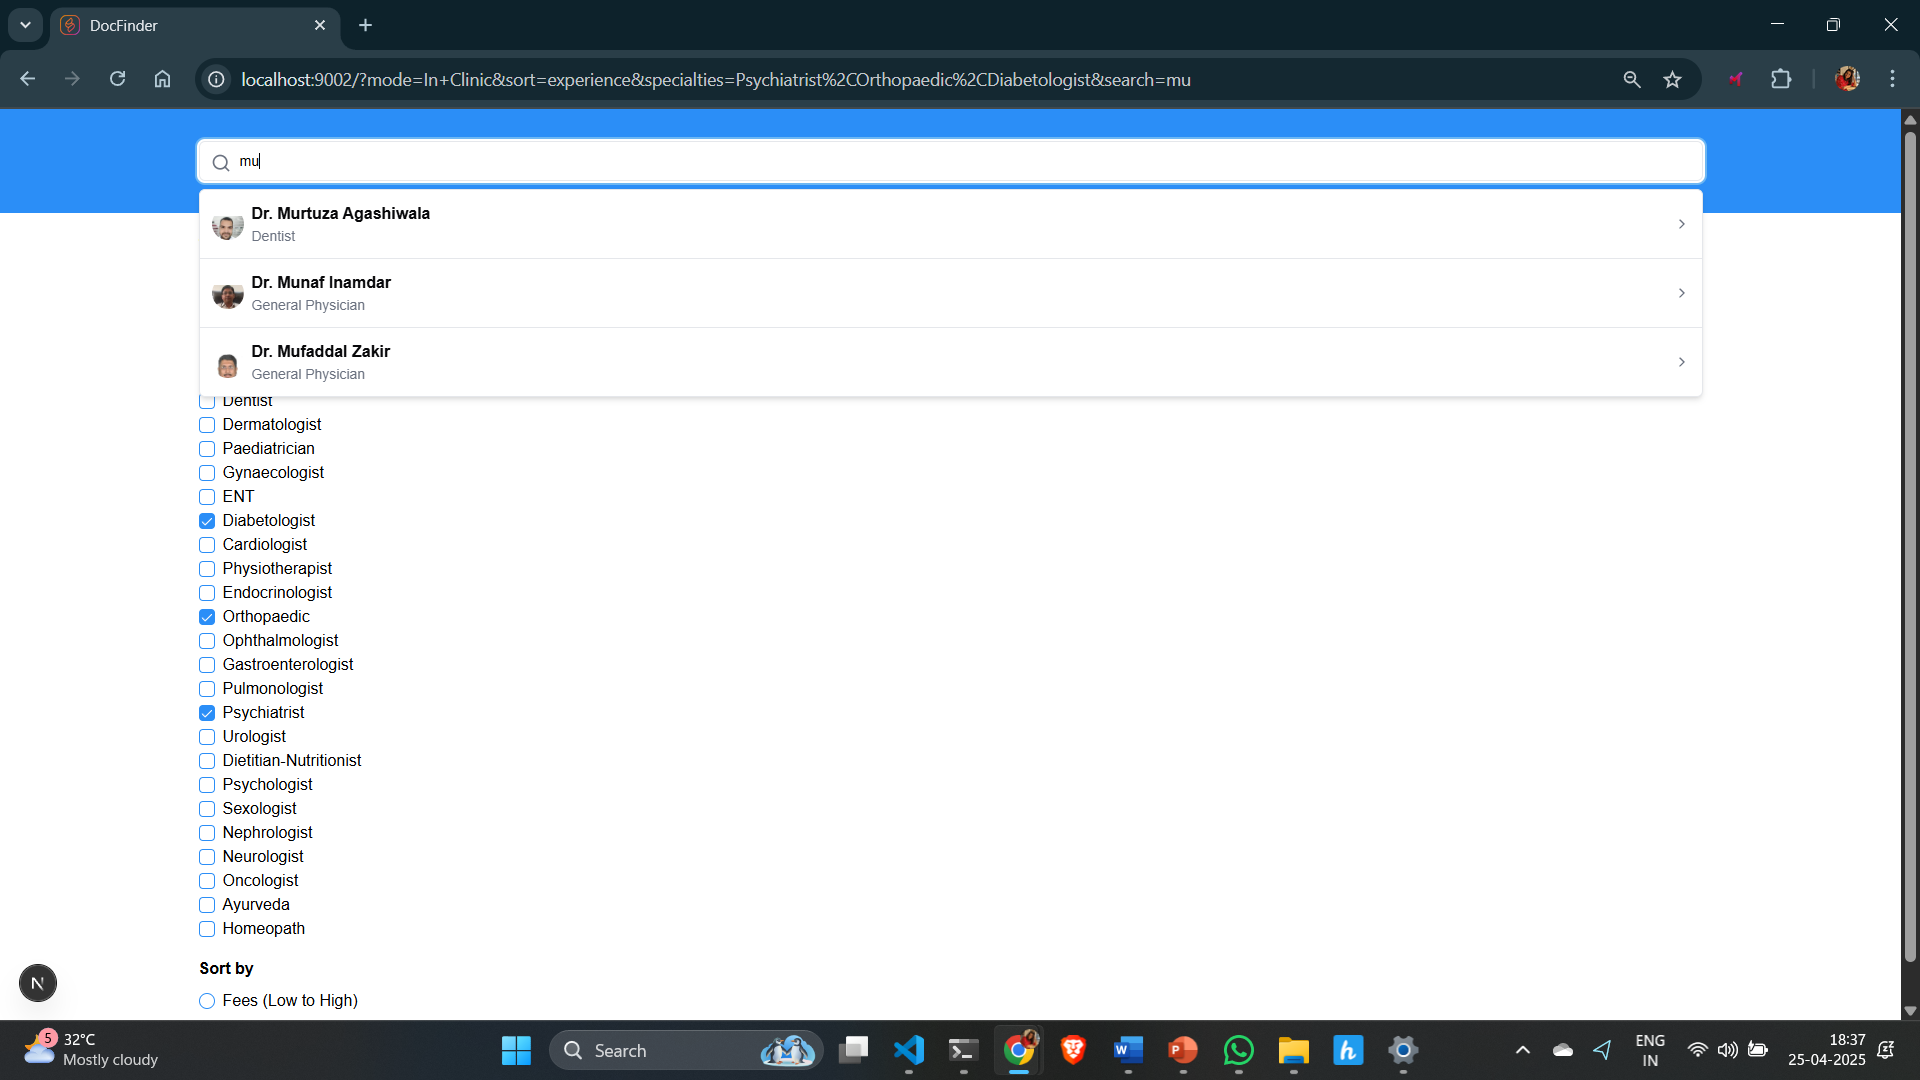 DocFinder
localhost:9002/?mode=In+Clinic&sort=experience&specialties=Psychiatrist%2COrthopaedic%2CDiabetologist&search=mu
mu
Dr. Murtuza Agashiwala
Dentist
Dr. Munaf Inamdar
General Physician
Dr. Mufaddal Zakir
General Physician
Dentist
Dermatologist
Paediatrician
Gynaecologist
ENT
Diabetologist
Cardiologist
Physiotherapist
Endocrinologist
Orthopaedic
Ophthalmologist
Gastroenterologist
Pulmonologist
Psychiatrist
Urologist
Dietitian-Nutritionist
Psychologist
Sexologist
Nephrologist
Neurologist
Oncologist
Ayurveda
Homeopath
Sort by
Fees (Low to High)
N
5
32°C
Mostly cloudy
Search
W
P
h
ENG
IN
18:37
25-04-2025